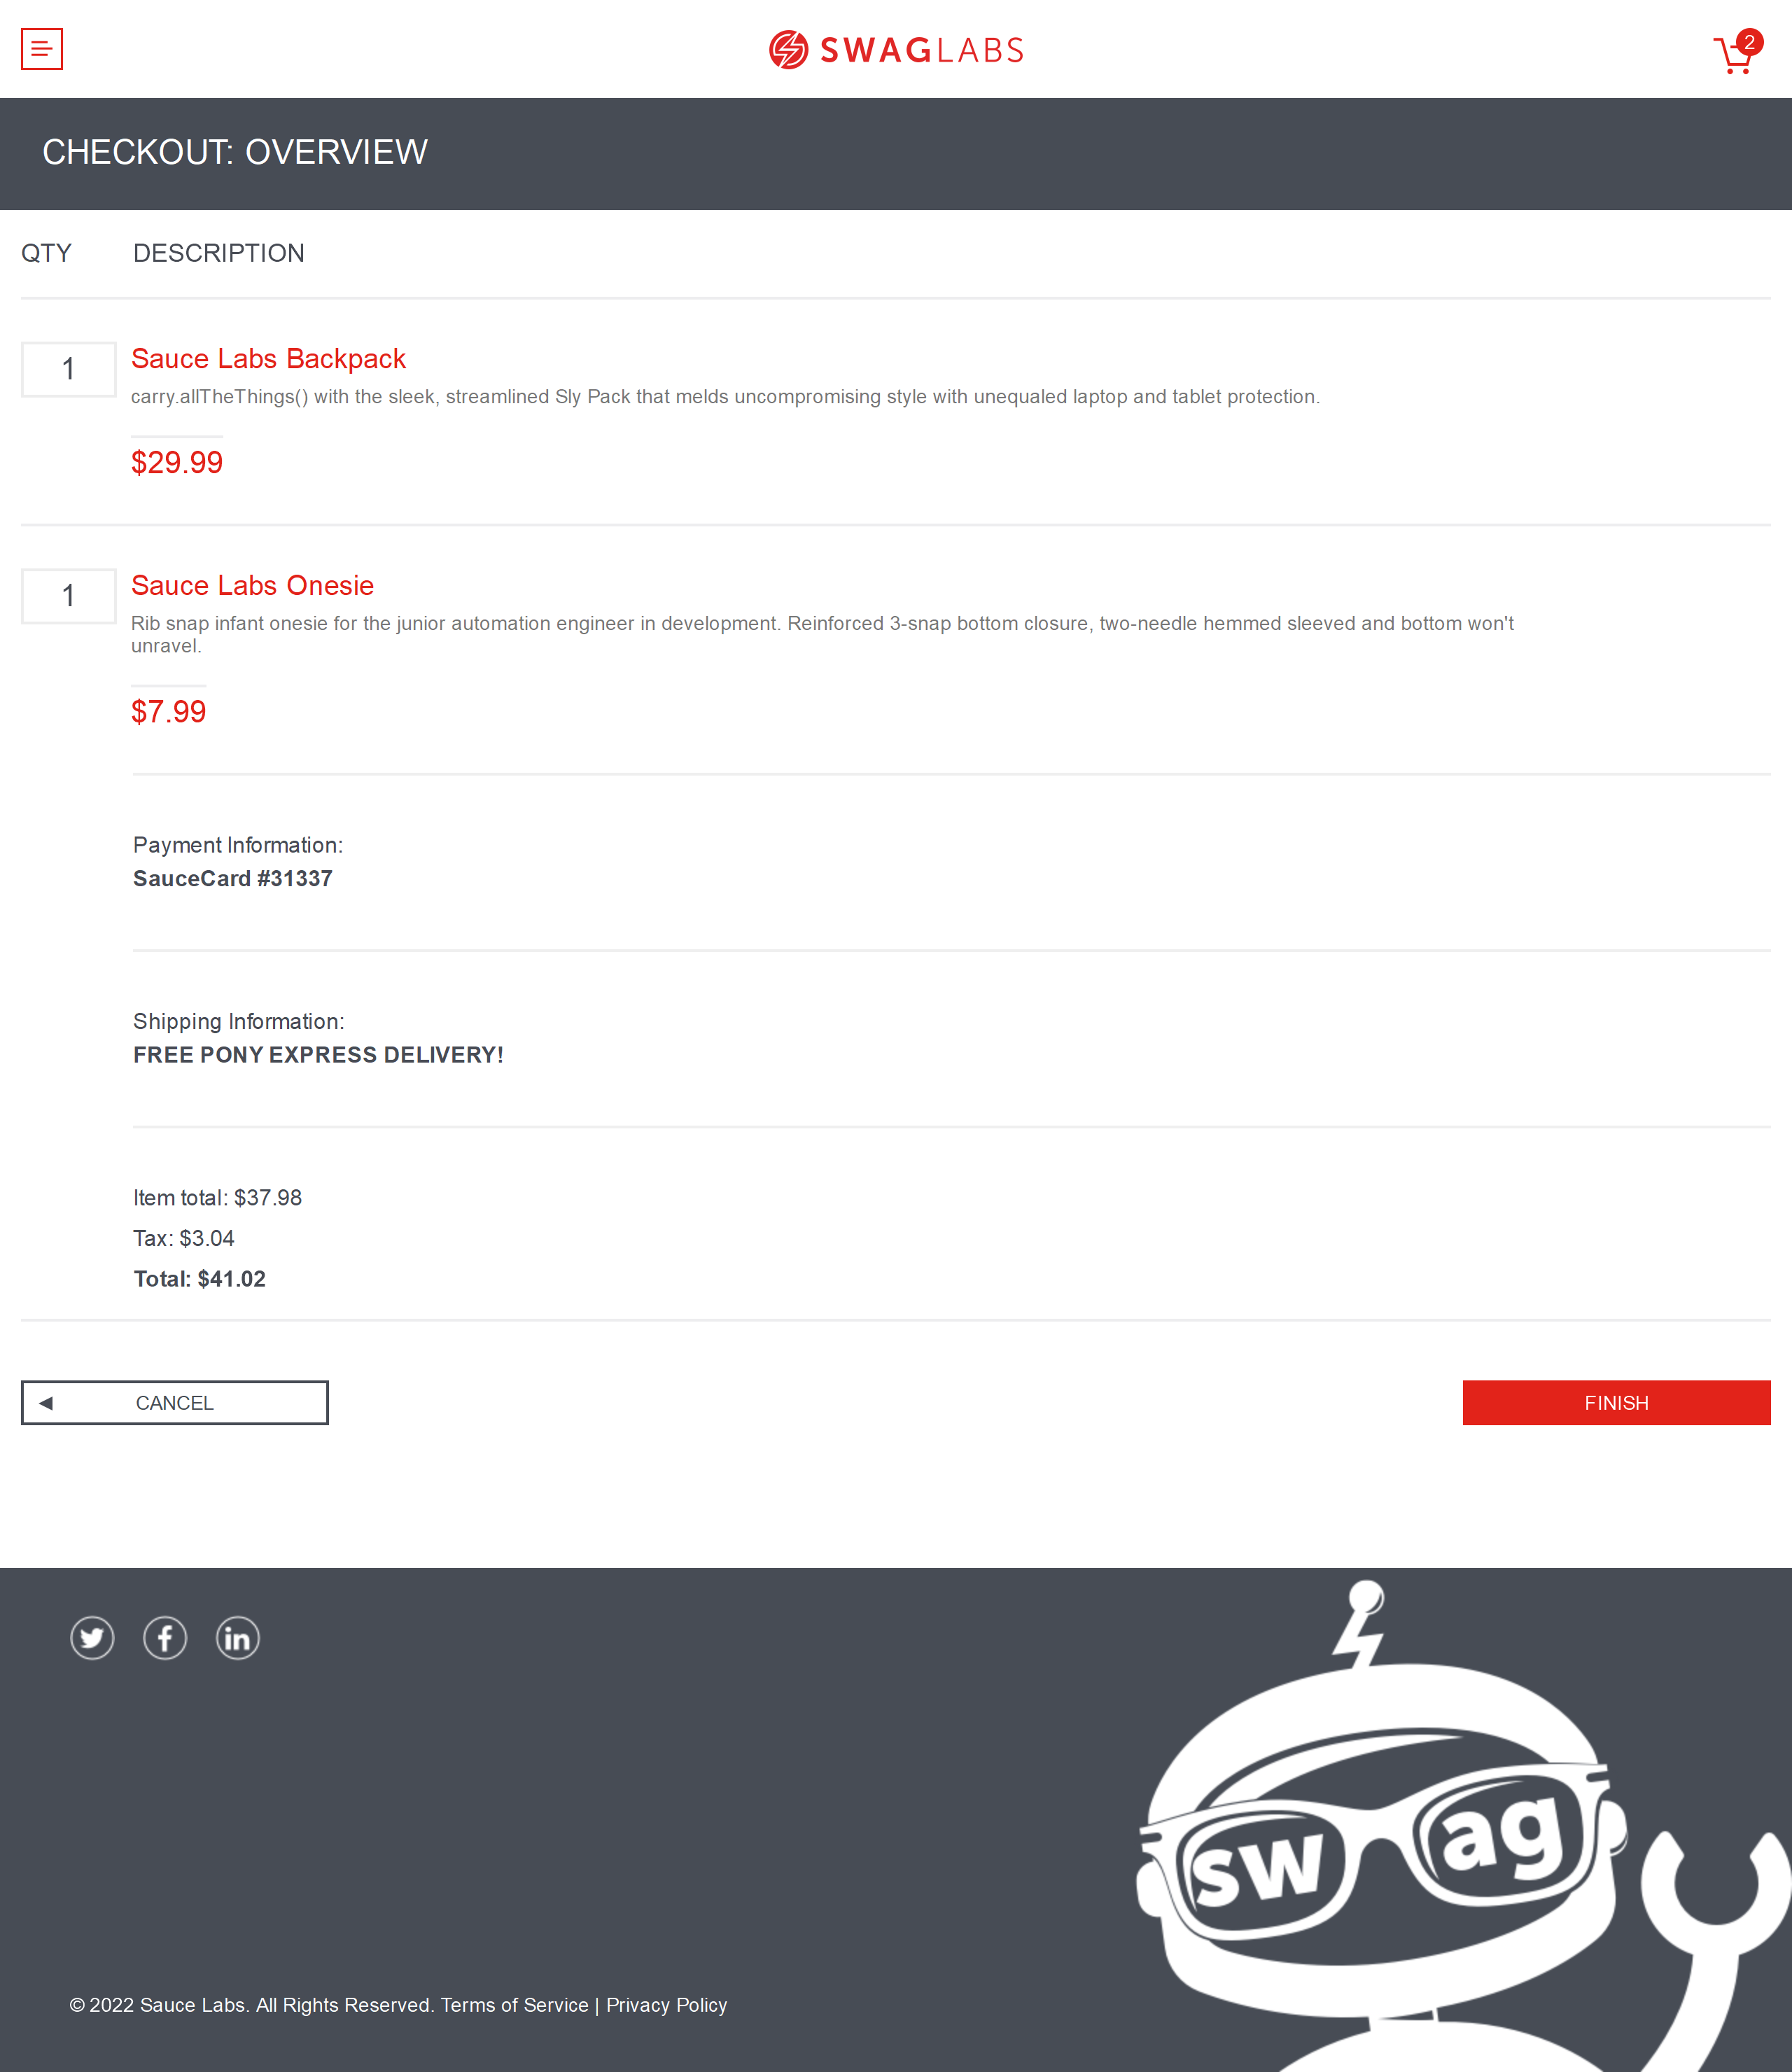 SWAGLABS
2
CHECKOUT: OVERVIEW
QTY DESCRIPTION
1
Sauce Labs Backpack
carry.allTheThings() with the sleek, streamlined Sly Pack that melds uncompromising style with unequaled laptop and tablet protection.
$29.99
1
Sauce Labs Onesie
Rib snap infant onesie for the junior automation engineer in development. Reinforced 3-snap bottom closure, two-needle hemmed sleeved and bottom won't
unravel.
$7.99
Payment Information:
SauceCard #31337
Shipping Information:
FREE PONY EXPRESS DELIVERY!
Item total: $37.98
Tax: $3.04
Total: $41.02
CANCEL
FINISH
sw ag
© 2022 Sauce Labs. All Rights Reserved. Terms of Service | Privacy Policy